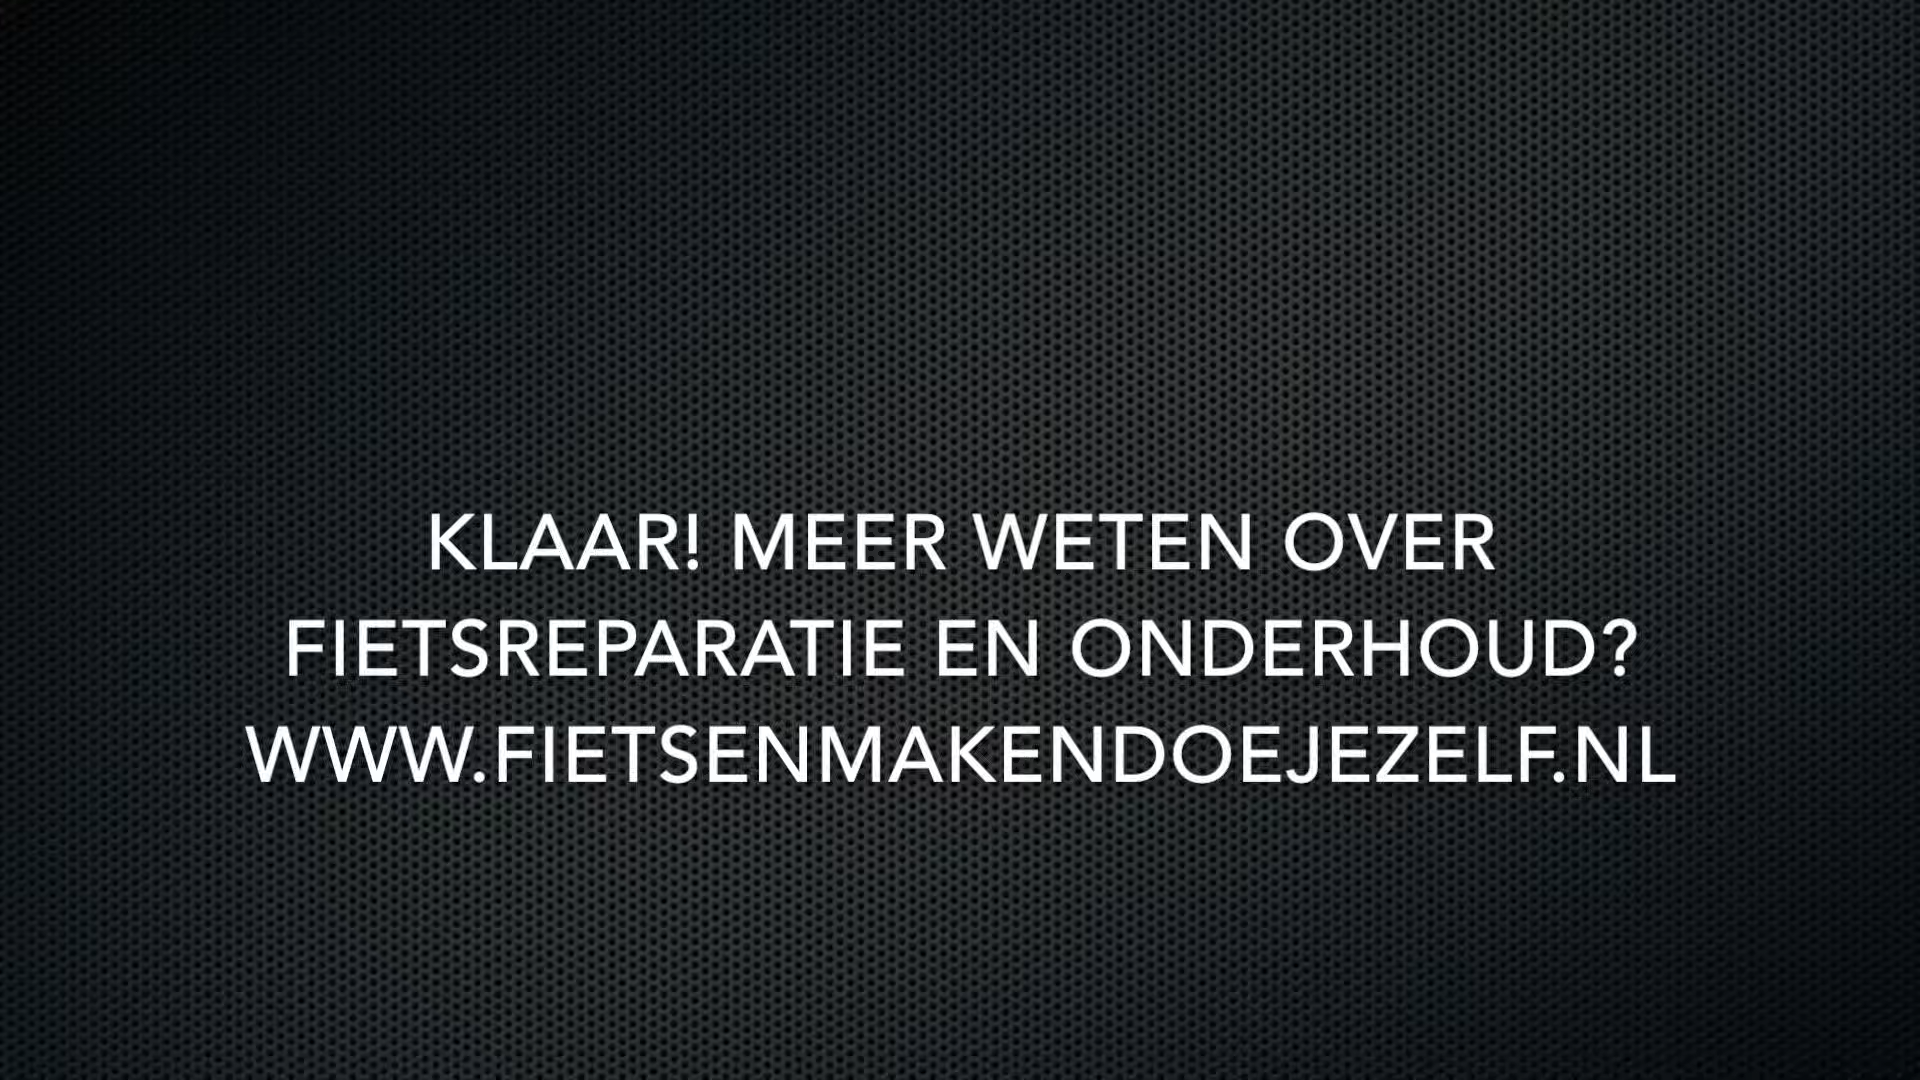 KLAAR! MEER WETEN OVER
FIETSREPARATIE EN ONDERHOUD?
WWW.FIETSENMAKENDOEJEZELF.NL